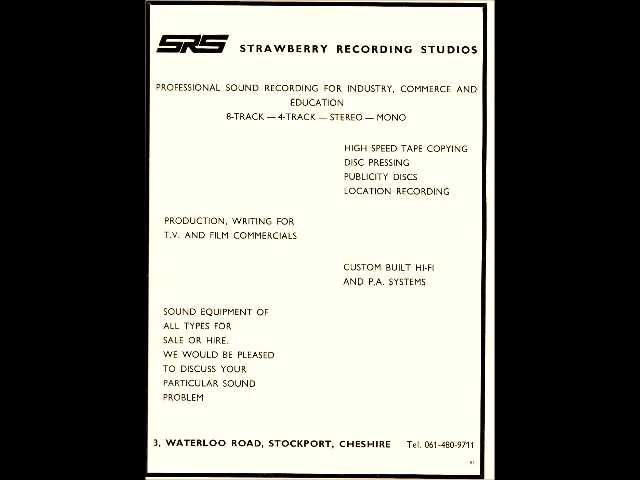 SRS STRAWBERRY RECORDING STUDIOS
PROFESSIONAL SOUND RECORDING FOR INDUSTRY, COMMERCE AND
EDUCATION
8-TRACK — 4-TRACK — STEREO — MONO
HIGH SPEED TAPE COPYING
DISC PRESSING
PUBLICITY DISCS
LOCATION RECORDING
PRODUCTION, WRITING FOR
T.V. AND FILM COMMERCIALS
CUSTOM BUILT HI-FI
AND P.A. SYSTEMS
SOUND EQUIPMENT OF
ALL TYPES FOR
SALE OR HIRE.
WE WOULD BE PLEASED
TO DISCUSS YOUR
PARTICULAR SOUND
PROBLEM
3, WATERLOO ROAD, STOCKPORT, CHESHIRE Tel. 061-480-9711